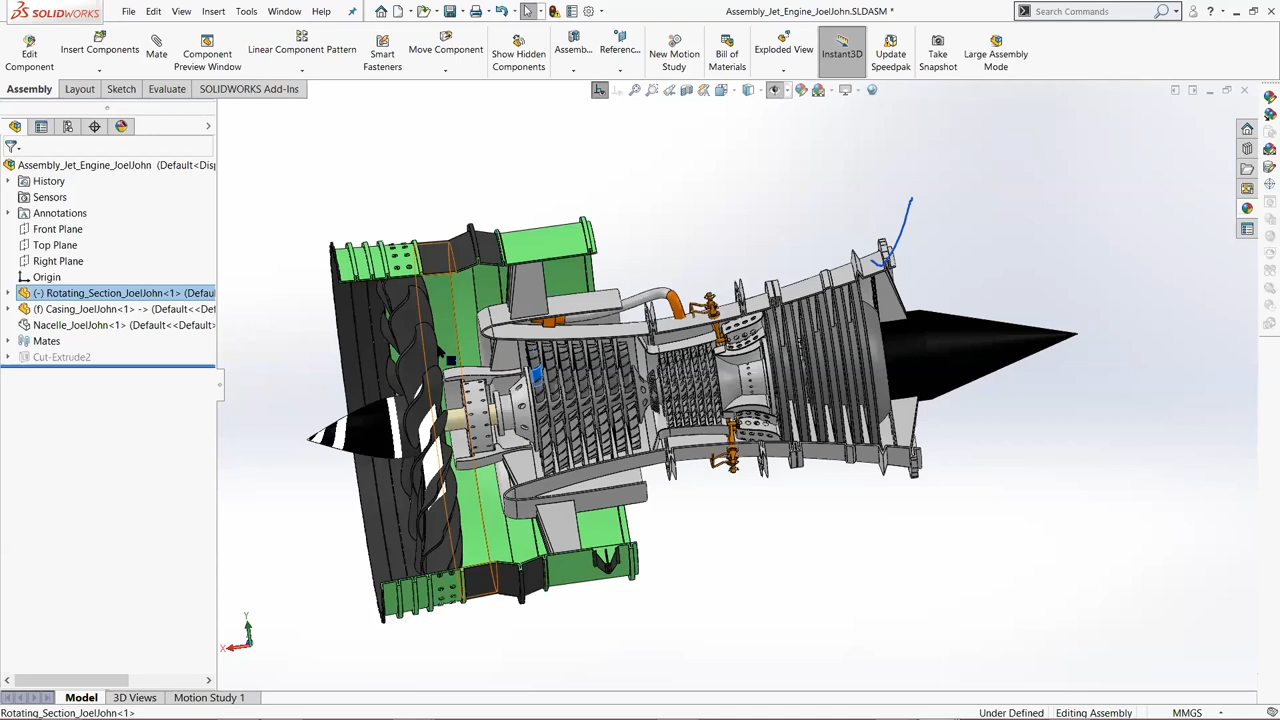 SOLIDWORKS
File Edit View Insert Tools Window Help
Assembly_Jet_Engine_JoelJohn.SLDASM *
Search Commands
Edit Component
Insert Components
Mate
Component Preview Window
Linear Component Pattern
Smart Fasteners
Move Component
Show Hidden Components
Assemb...
Referenc...
New Motion Study
Bill of Materials
Exploded View
Instant3D
Update Speedpak
Take Snapshot
Large Assembly Mode
Assembly Layout Sketch Evaluate SOLIDWORKS Add-Ins
Assembly_Jet_Engine_JoelJohn (Default<Disp
History
Sensors
Annotations
Front Plane
Top Plane
Right Plane
Origin
(-) Rotating_Section_JoelJohn<1> (Defau
(f) Casing_JoelJohn<1> -> (Default<<De
Nacelle_JoelJohn<1> (Default<<Default
Mates
Cut-Extrude2
Y
X
Model 3D Views Motion Study 1
Rotating_Section_JoelJohn<1>
Under Defined Editing Assembly MMGS